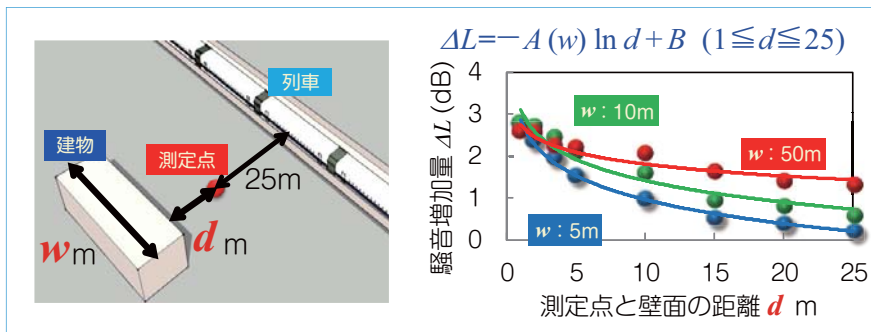 列車
建物
測定点
25m
wm
d m
ΔL=−A(w) ln d+B (1≦d≦25)
騒音増加量 ΔL (dB)
4
3
2
1
0
w：10m
w：50m
w：5m
0 5 10 15 20 25
測定点と壁面の距離 d m